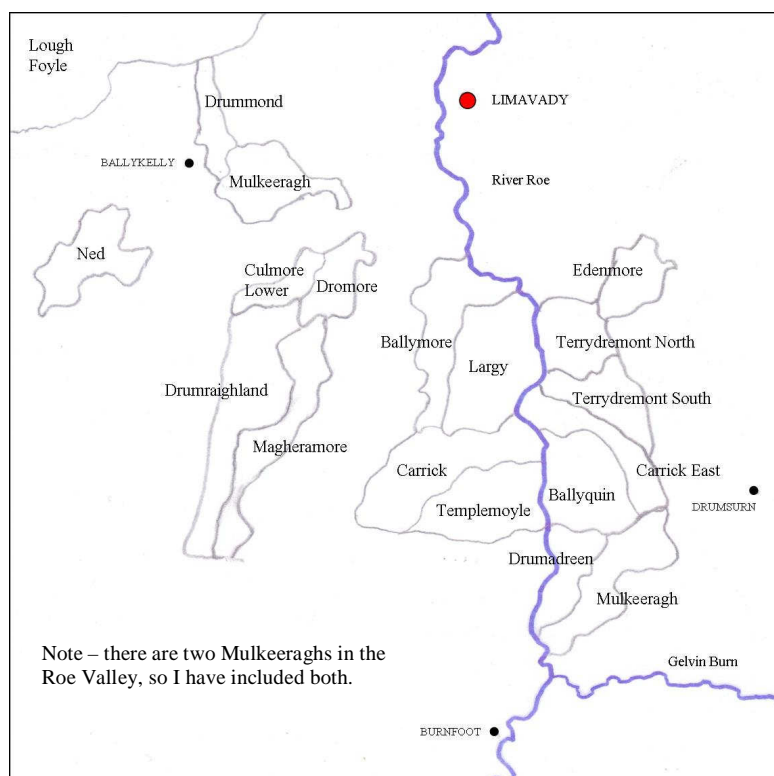 Lough
Foyle
Drummond
LIMAVADY
BALLYKELLY
Mulkeeragh
River Roe
Ned
Culmore
Lower
Dromore
Edenmore
Ballymore
Largy
Terrydremont North
Drumraighland
Terrydremont South
Magheramore
Carrick
Carrick East
Templemoyle
Ballyquin
DRUMSURN
Drumadreen
Mulkeeragh
Note – there are two Mulkeeraghs in the
Roe Valley, so I have included both.
Gelvin Burn
BURNFOOT